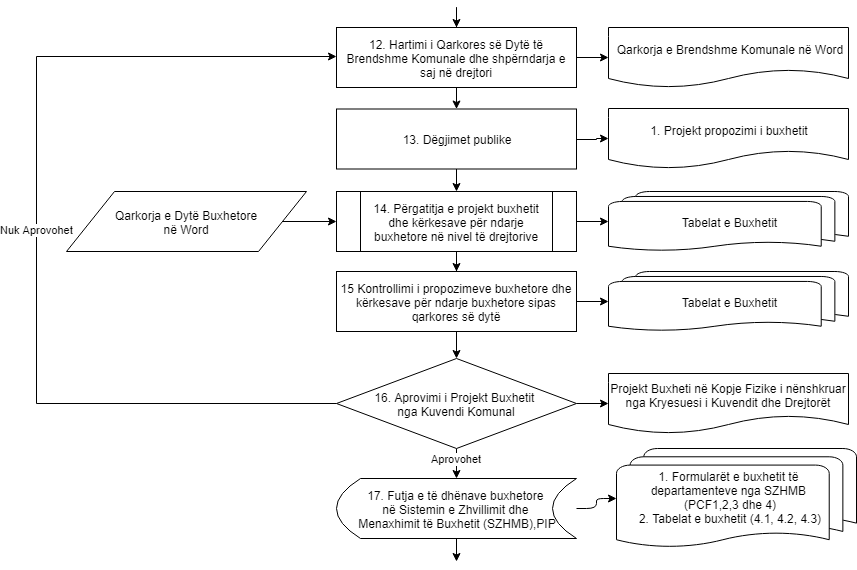 12. Hartimi i Qarkores së Dytë të
Brendshme Komunale dhe shpërndarja e
saj në drejtori
Qarkorja e Brendshme Komunale në Word
13. Dëgjimet publike
1. Projekt propozimi i buxhetit
Qarkorja e Dytë Buxhetore
në Word
14. Përgatitja e projekt buxhetit
dhe kërkesave për ndarje
buxhetore në nivel të drejtorive
Tabelat e Buxhetit
Nuk Aprovohet
15 Kontrollimi i propozimeve buxhetore dhe
kërkesave për ndarje buxhetore sipas
qarkores së dytë
Tabelat e Buxhetit
16. Aprovimi i Projekt Buxhetit
nga Kuvendi Komunal
Projekt Buxheti në Kopje Fizike i nënshkruar
nga Kryesuesi i Kuvendit dhe Drejtorët
Aprovohet
17. Futja e të dhënave buxhetore
në Sistemin e Zhvillimit dhe
Menaxhimit të Buxhetit (SZHMB),PIP
1. Formularët e buxhetit të
departamenteve nga SZHMB
(PCF1,2,3 dhe 4)
2. Tabelat e buxhetit (4.1, 4.2, 4.3)